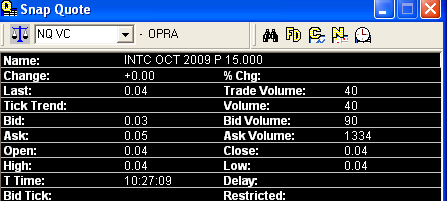 Snap Quote
NQ VC - OPRA
Name: INTC OCT 2009 P 15.000
Change: +0.00 % Chg:
Last: 0.04 Trade Volume: 40
Tick Trend: Volume: 40
Bid: 0.03 Bid Volume: 90
Ask: 0.05 Ask Volume: 1334
Open: 0.04 Close: 0.04
High: 0.04 Low: 0.04
T Time: 10:27:09 Delay:
Bid Tick: Restricted: